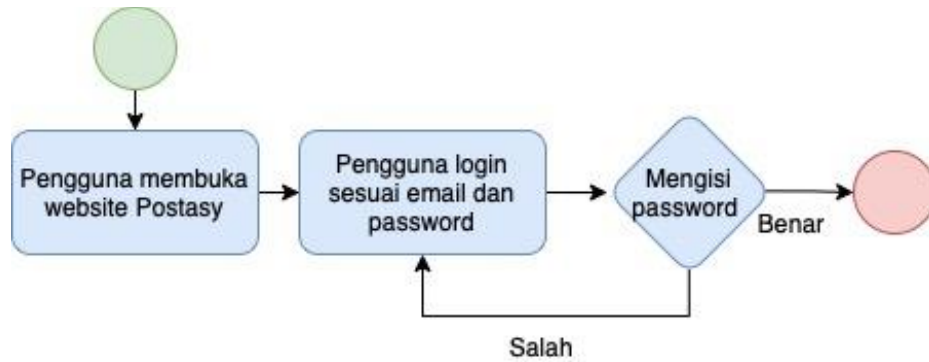 Pengguna membuka
website Postasy
Pengguna login
sesuai email dan
password
Mengisi
password
Benar
Salah